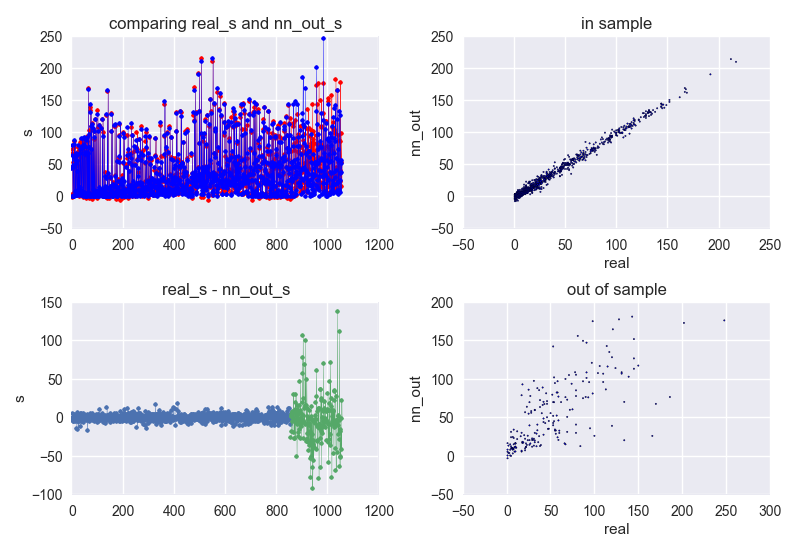 comparing real_s and nn_out_s
250
200
150
100
50
0
−50
s
0 200 400 600 800 1000 1200
in sample
250
200
150
100
50
0
−50
nn_out
−50 0 50 100 150 200 250
real
real_s - nn_out_s
150
100
50
0
−50
−100
s
0 200 400 600 800 1000 1200
out of sample
200
150
100
50
0
−50
nn_out
−50 0 50 100 150 200 250 300
real